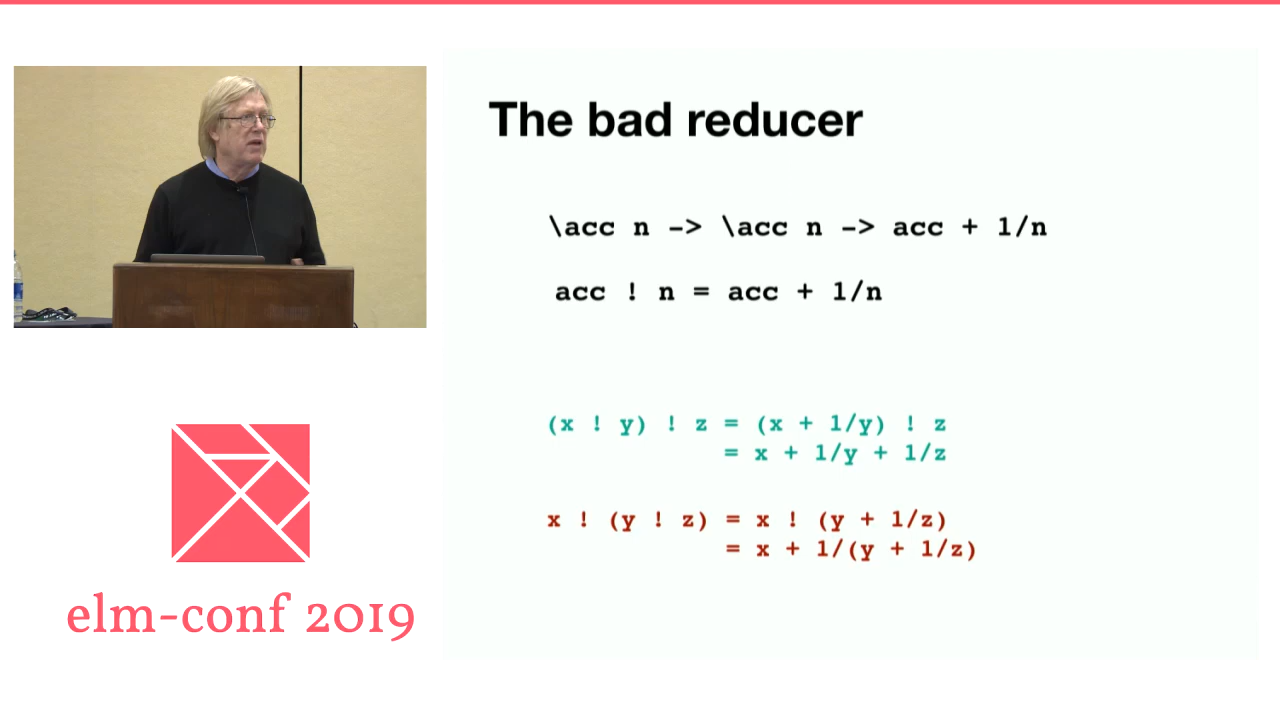 The bad reducer
\acc n -> \acc n -> acc + 1/n
acc ! n = acc + 1/n
(x ! y) ! z = (x + 1/y) ! z
= x + 1/y + 1/z
x ! (y ! z) = x ! (y + 1/z)
= x + 1/(y + 1/z)
elm-conf 2019